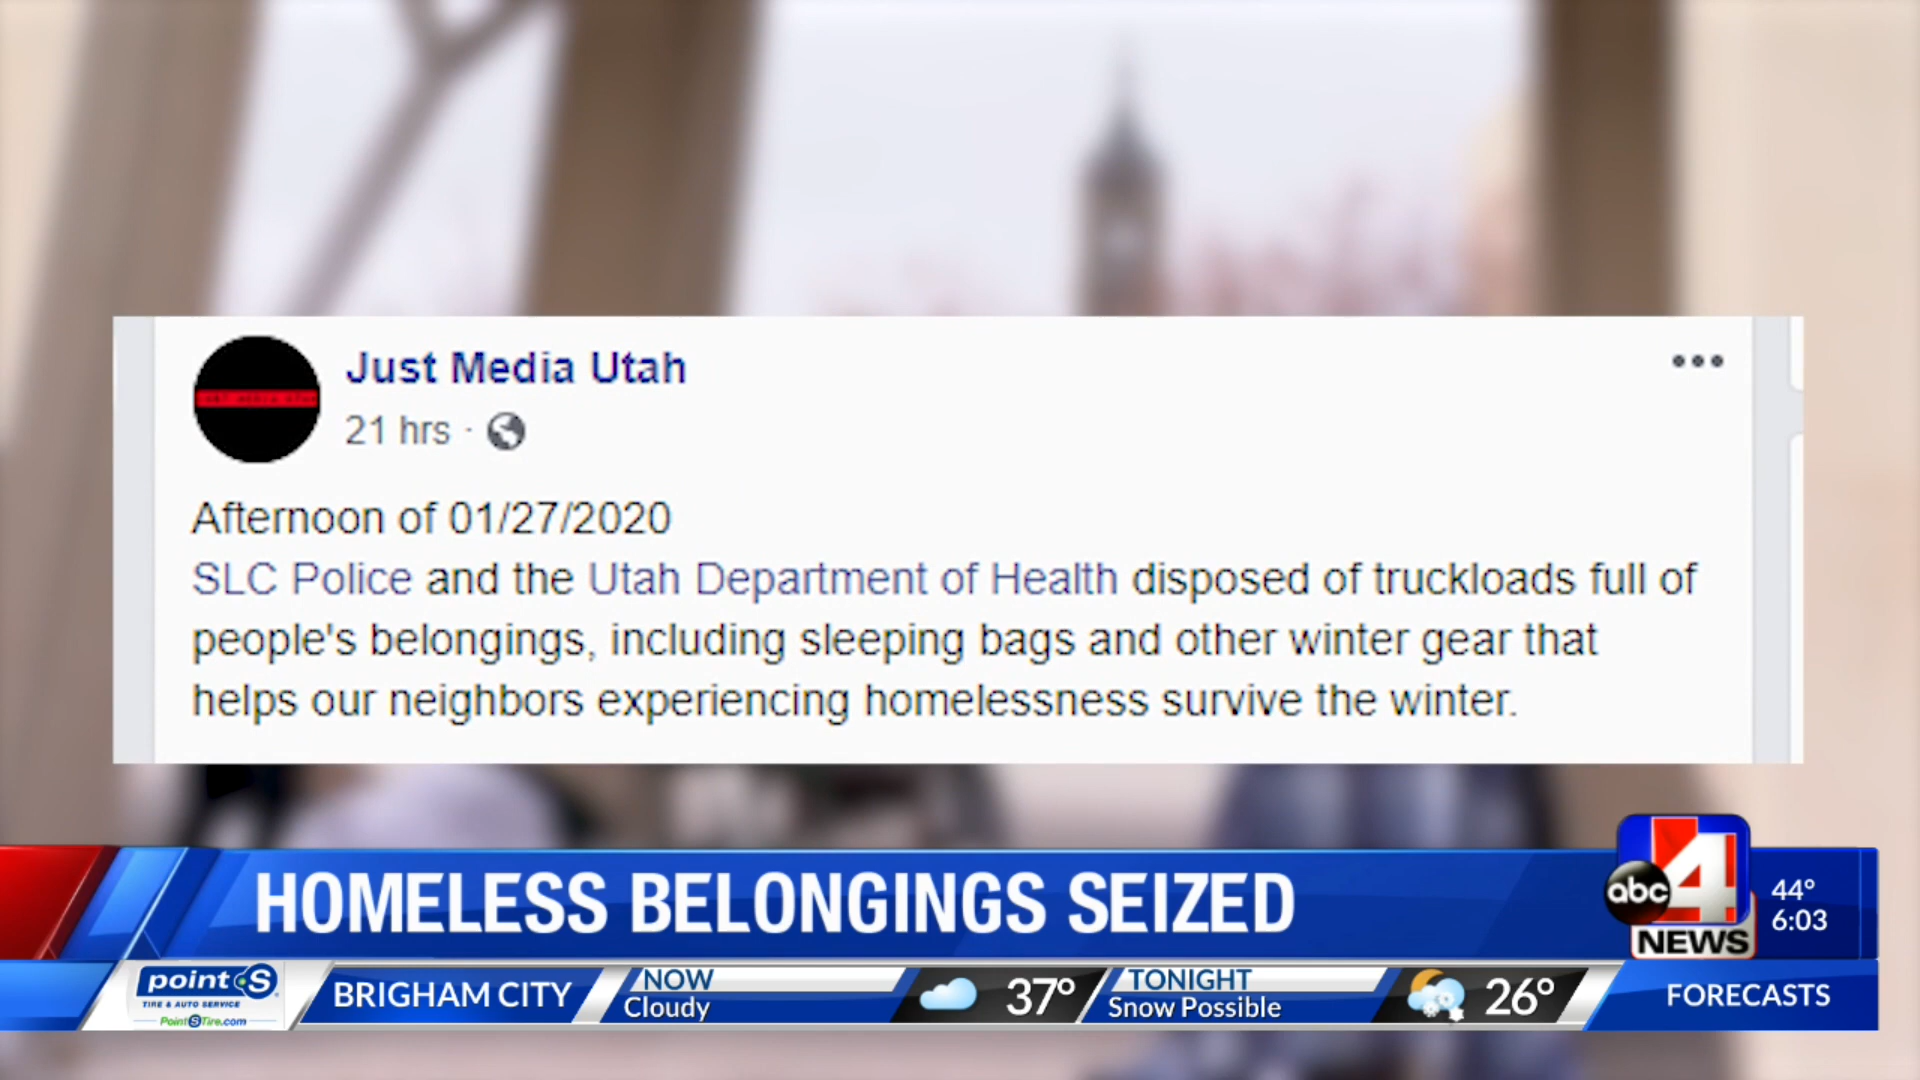 Just Media Utah
21 hrs ·
Afternoon of 01/27/2020
SLC Police and the Utah Department of Health disposed of truckloads full of
people's belongings, including sleeping bags and other winter gear that
helps our neighbors experiencing homelessness survive the winter.
HOMELESS BELONGINGS SEIZED
abc 4
NEWS
44°
6:03
point S
TIRE & AUTO SERVICE
PointSTire.com
BRIGHAM CITY
NOW
Cloudy
37°
TONIGHT
Snow Possible
26°
FORECASTS